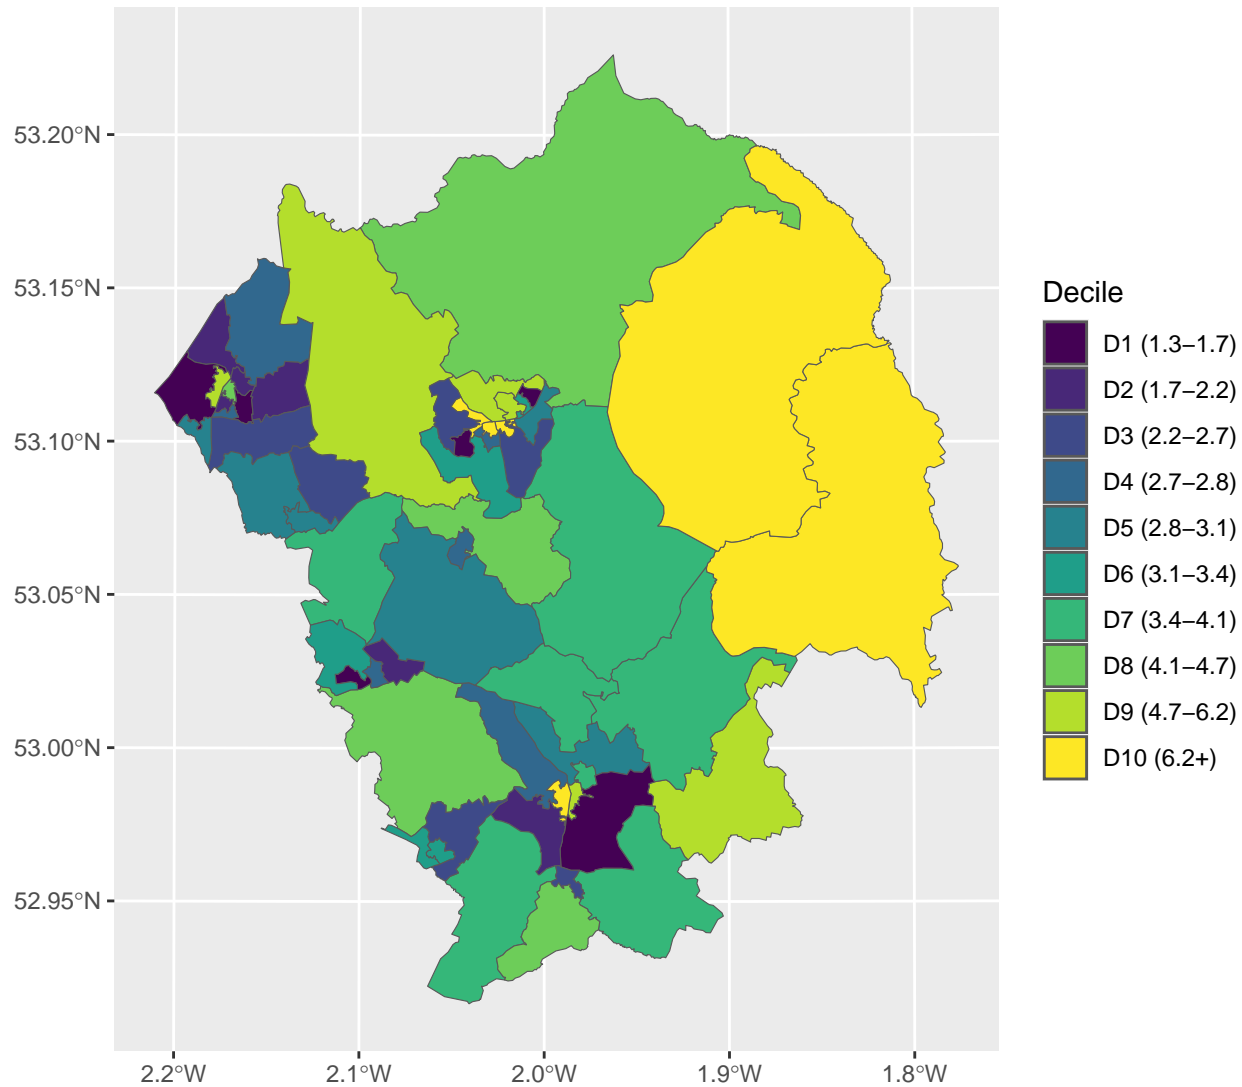 53.20°N
53.15°N
53.10°N
53.05°N
53.00°N
52.95°N
2.2°W
2.1°W
2.0°W
1.9°W
1.8°W
Decile
D1 (1.3–1.7)
D2 (1.7–2.2)
D3 (2.2–2.7)
D4 (2.7–2.8)
D5 (2.8–3.1)
D6 (3.1–3.4)
D7 (3.4–4.1)
D8 (4.1–4.7)
D9 (4.7–6.2)
D10 (6.2+)